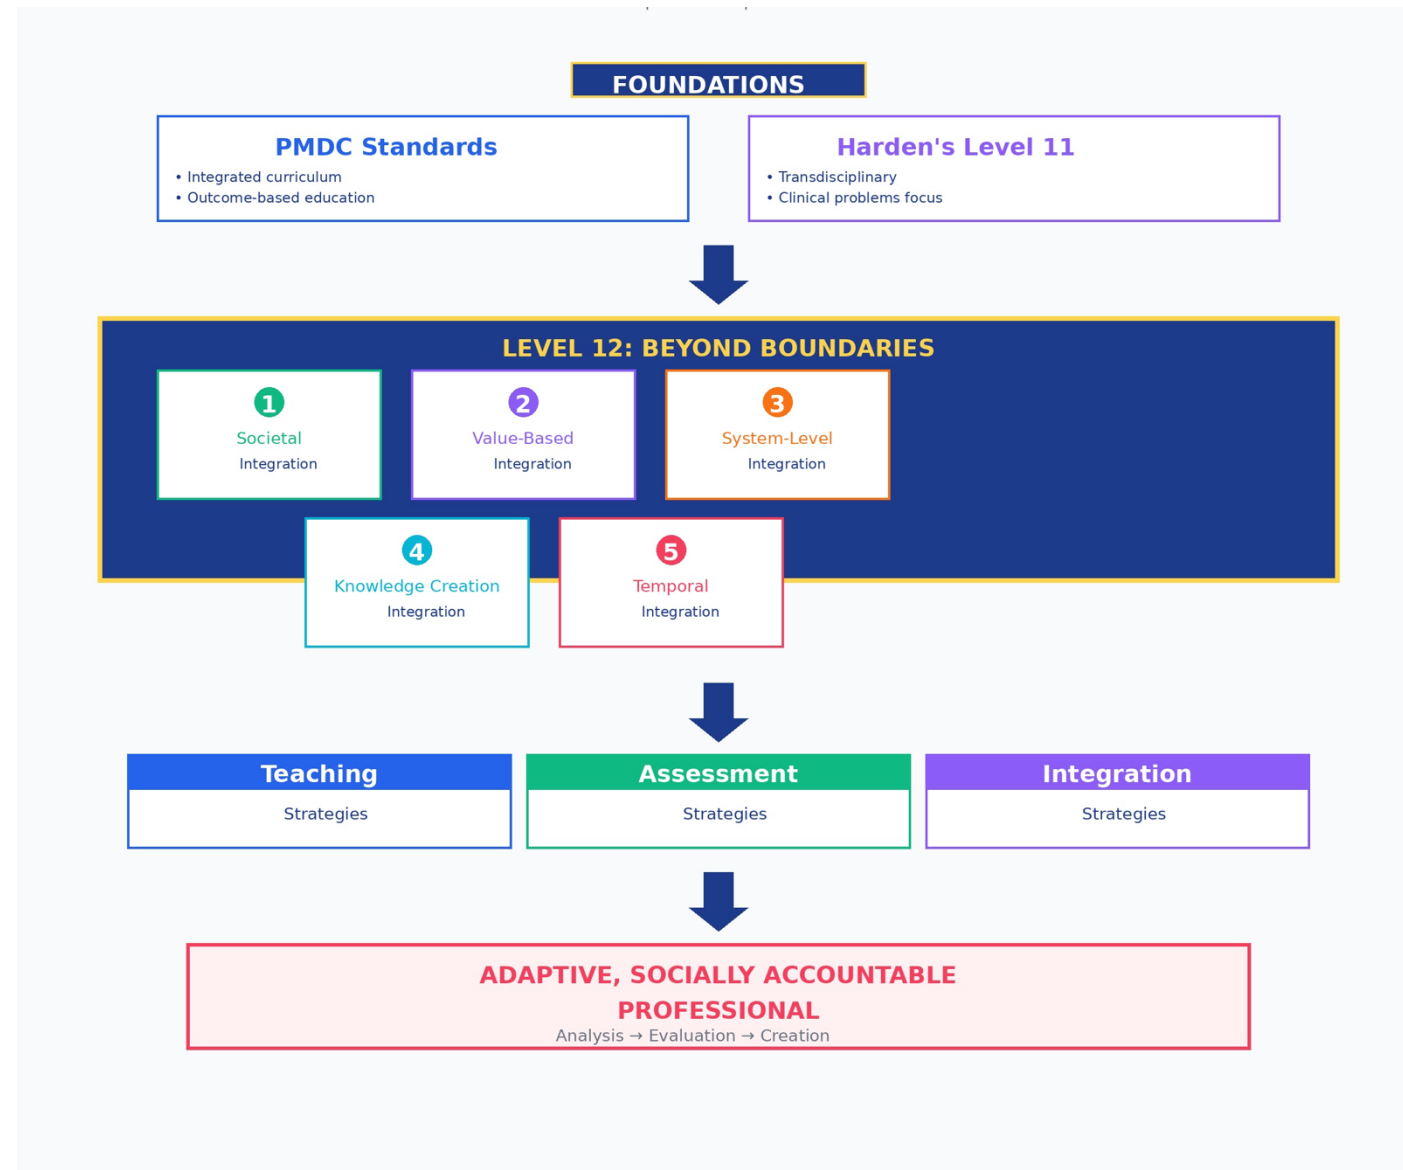 FOUNDATIONS
PMDC Standards
• Integrated curriculum
• Outcome-based education
Harden's Level 11
• Transdisciplinary
• Clinical problems focus
LEVEL 12: BEYOND BOUNDARIES
1
Societal
Integration
2
Value-Based
Integration
3
System-Level
Integration
4
Knowledge Creation
Integration
5
Temporal
Integration
Teaching
Strategies
Assessment
Strategies
Integration
Strategies
ADAPTIVE, SOCIALLY ACCOUNTABLE
PROFESSIONAL
Analysis → Evaluation → Creation